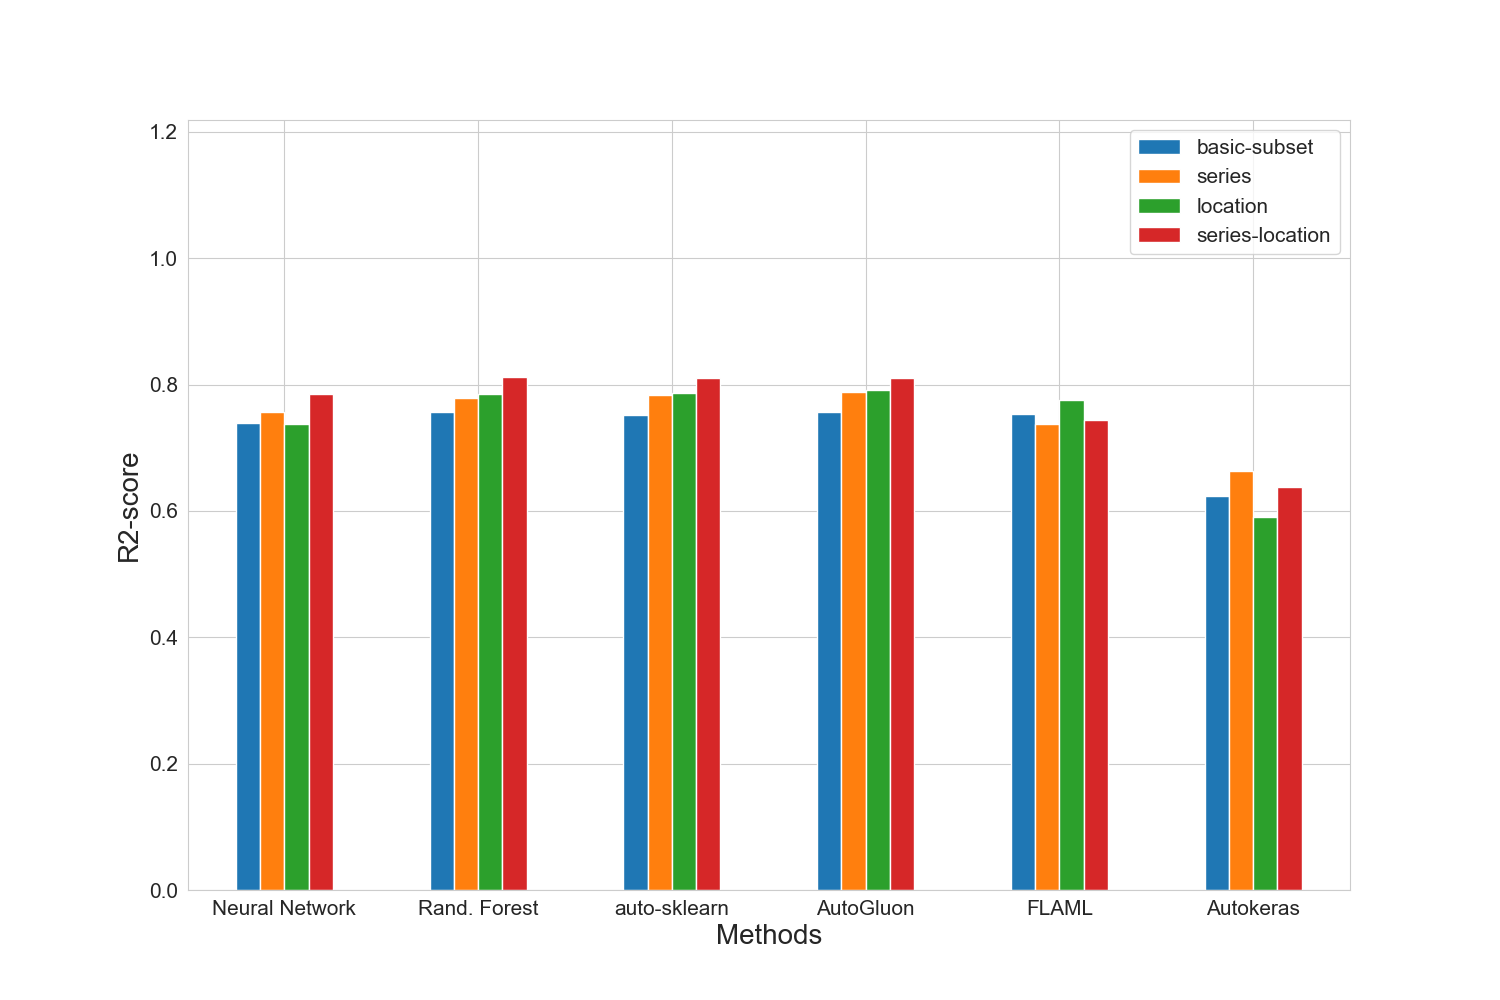 1.2
1.0
0.8
0.6
0.4
0.2
0.0
R2-score
basic-subset
series
location
series-location
Neural Network Rand. Forest auto-sklearn AutoGluon FLAML Autokeras
Methods